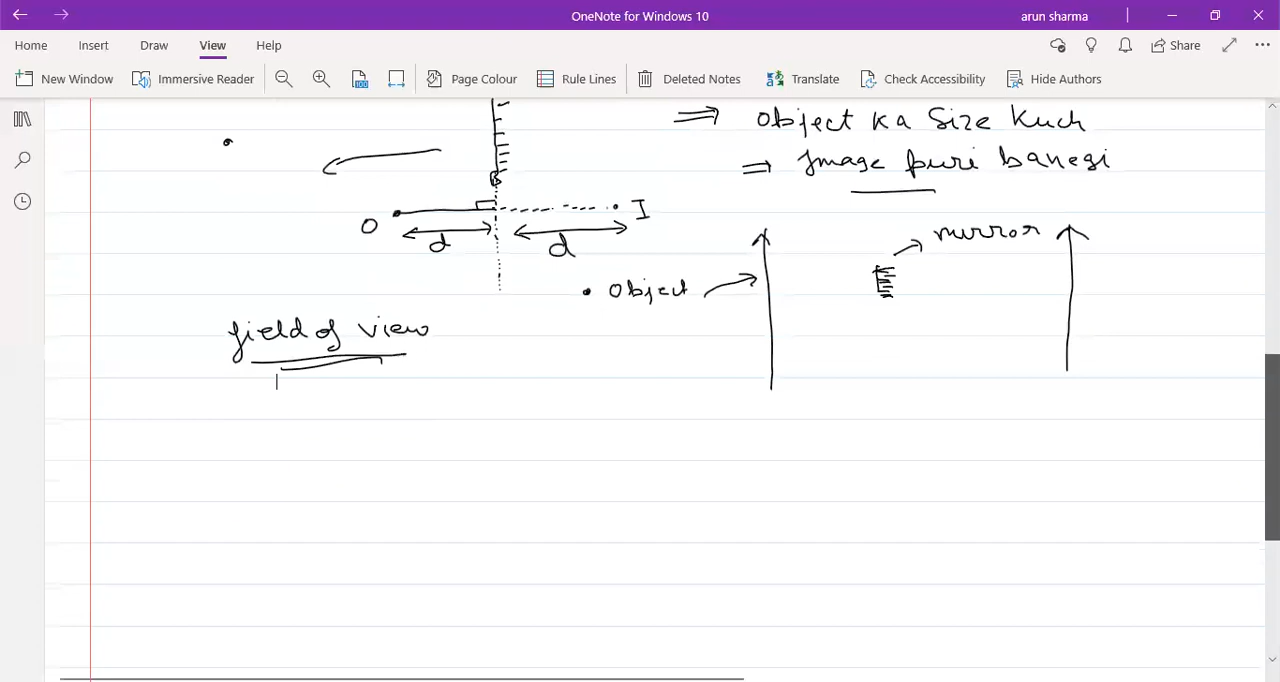 OneNote for Windows 10
arun sharma
Home Insert Draw View Help
Share
New Window Immersive Reader 100 Page Colour Rule Lines Deleted Notes Translate Check Accessibility Hide Authors
⇒ Object ka Size Kuch
⇒ Image puri banegi
O I
d d
mirror
• Object
field of view